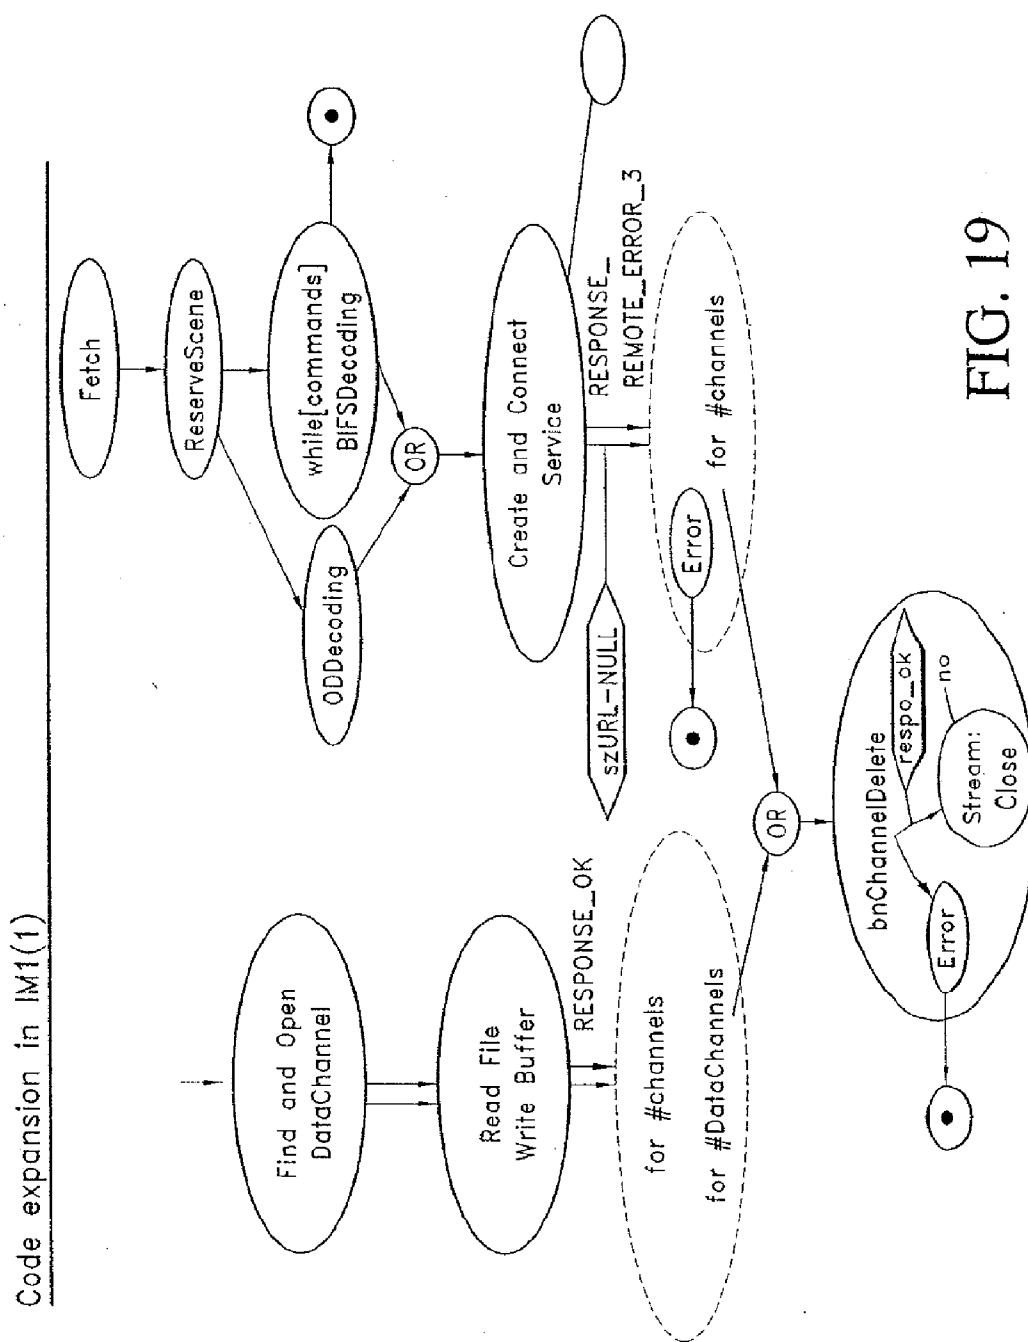 Code expansion in IM1(1)
Fetch
ReserveScene
while[commands]
BIFSDecoding
ODDecoding
OR
Create and Connect
Service
RESPONSE_
REMOTE_ERROR_3
szURL-NULL
Error
for #channels
Find and Open
DataChannel
Read File
Write Buffer
RESPONSE_OK
for #channels
for #DataChannels
OR
bnChannelDelete
respo_ok
no
Stream:
Close
Error
FIG. 19